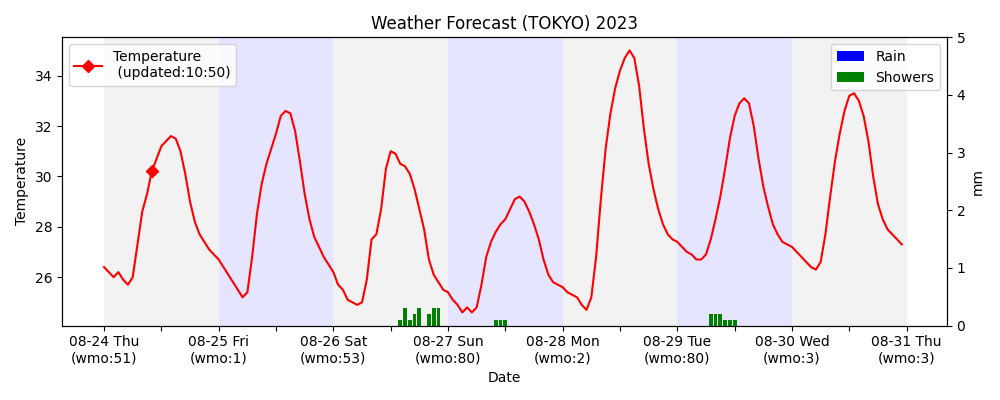 Weather Forecast (TOKYO) 2023
Temperature
(updated:10:50)
Rain
Showers
Temperature
34
32
30
28
26
5
4
3
2
1
0
mm
08-24 Thu
(wmo:51)
08-25 Fri
(wmo:1)
08-26 Sat
(wmo:53)
08-27 Sun
(wmo:80)
08-28 Mon
(wmo:2)
08-29 Tue
(wmo:80)
08-30 Wed
(wmo:3)
08-31 Thu
(wmo:3)
Date